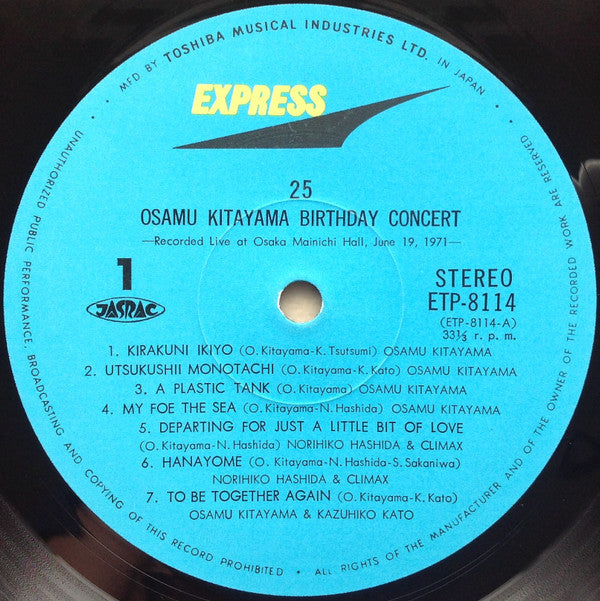 MFD BY TOSHIBA MUSICAL INDUSTRIES LTD. IN JAPAN.
EXPRESS
25
OSAMU KITAYAMA BIRTHDAY CONCERT
—Recorded Live at Osaka Mainichi Hall, June 19, 1971—
1
JASRAC
STEREO
ETP-8114
(ETP-8114-A)
33⅓ r. p. m.
1. KIRAKUNI IKIYO (O. Kitayama-K. Tsutsumi) OSAMU KITAYAMA
2. UTSUKUSHII MONOTACHI (O. Kitayama-K. Kato) OSAMU KITAYAMA
3. A PLASTIC TANK (O. Kitayama) OSAMU KITAYAMA
4. MY FOE THE SEA (O. Kitayama-N. Hashida) OSAMU KITAYAMA
5. DEPARTING FOR JUST A LITTLE BIT OF LOVE
(O. Kitayama-N. Hashida) NORIHIKO HASHIDA & CLIMAX
6. HANAYOME (O. Kitayama-N. Hashida-S. Sakaniwa)
NORIHIKO HASHIDA & CLIMAX
7. TO BE TOGETHER AGAIN (O. Kitayama-K. Kato)
OSAMU KITAYAMA & KAZUHIKO KATO
UNAUTHORIZED PUBLIC PERFORMANCE, BROADCASTING AND COPYING OF THIS RECORD PROHIBITED • ALL RIGHTS OF THE MANUFACTURER AND OF THE OWNER OF THE RECORDED WORK ARE RESERVED